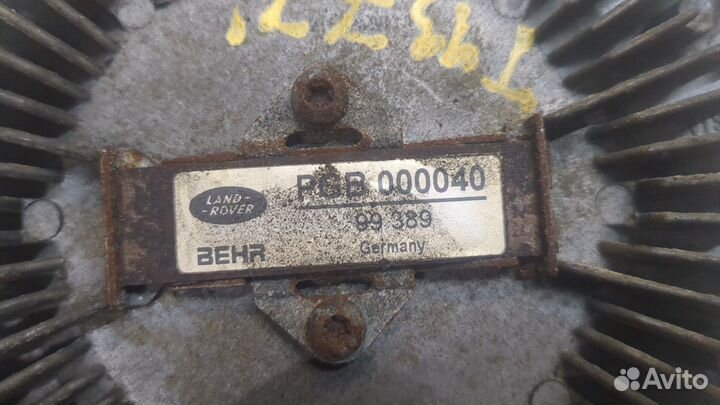 LAND-
-ROVER
PGB 000040
99 389
BEHR
Germany
Avito